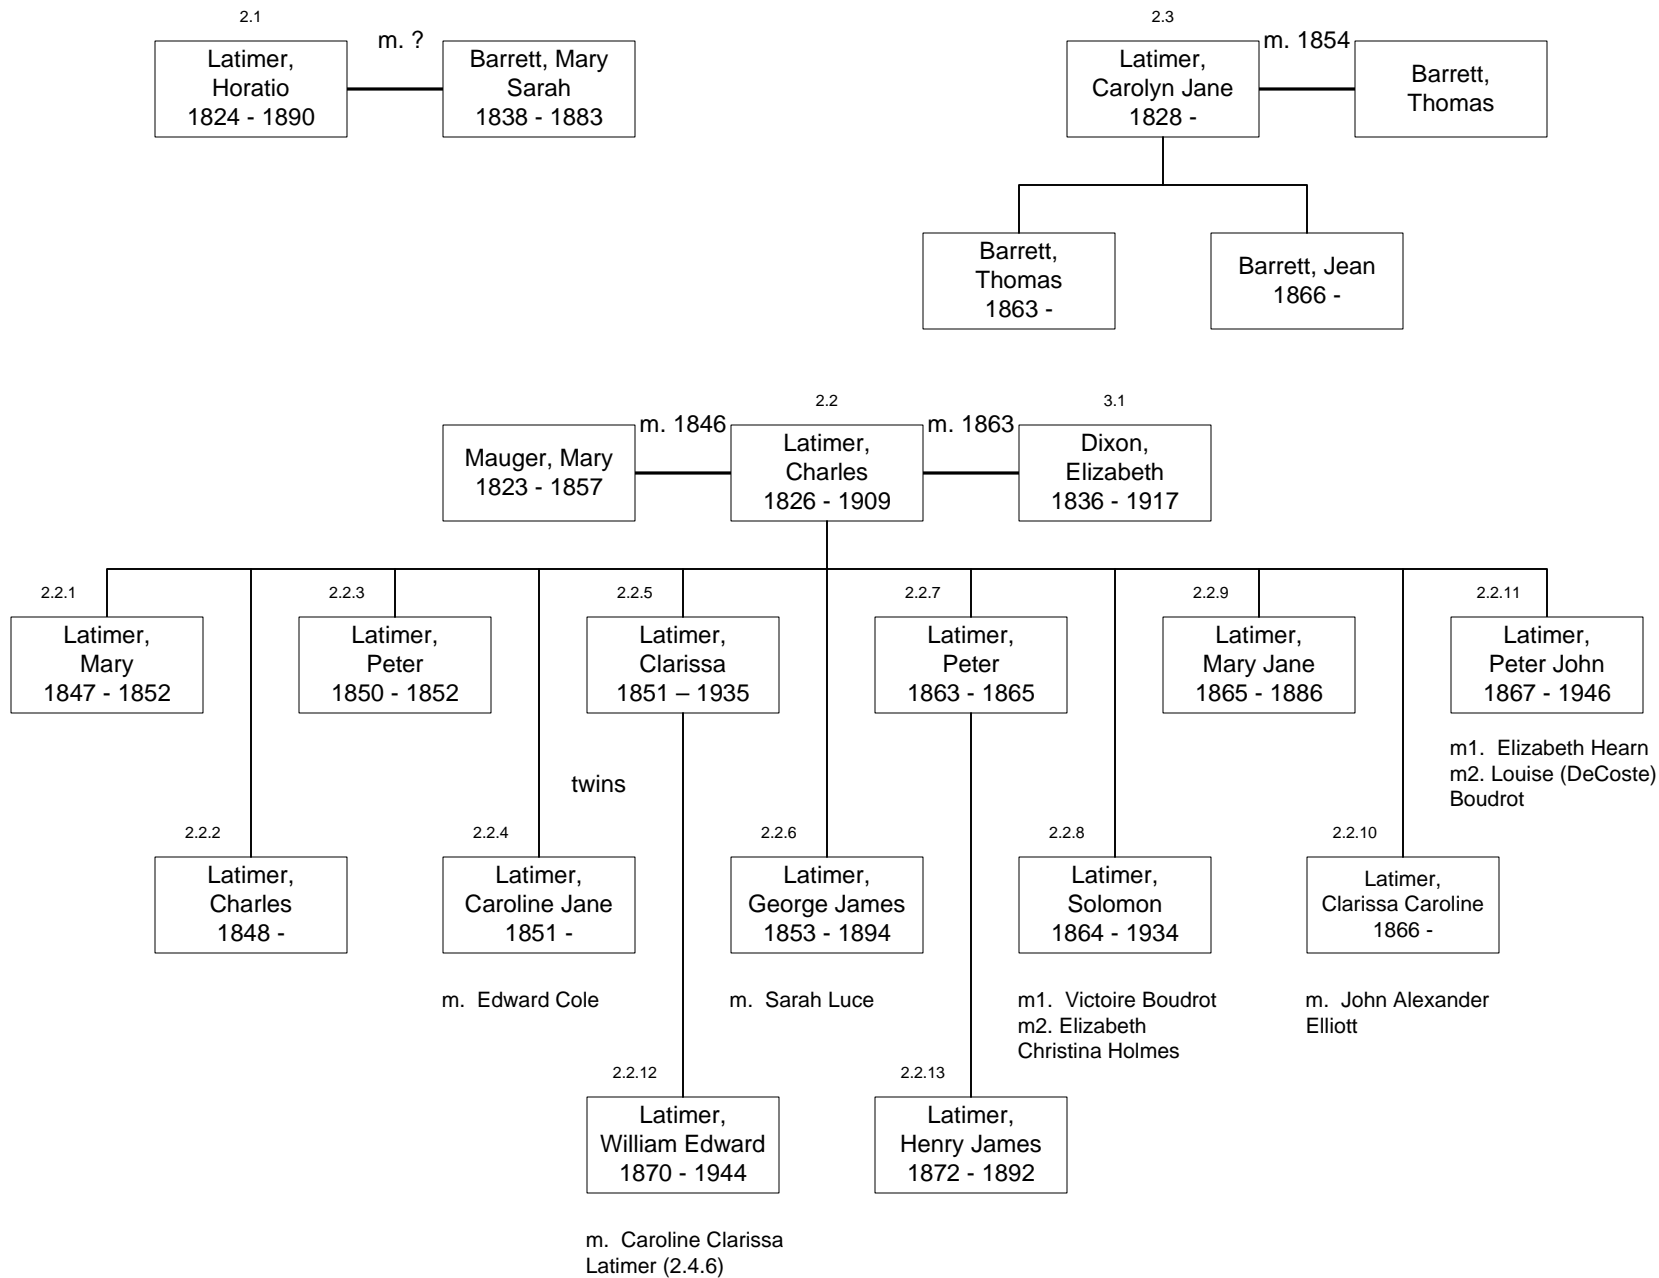 2.1
Latimer,
Horatio
1824 - 1890
m. ?
Barrett, Mary
Sarah
1838 - 1883
2.3
Latimer,
Carolyn Jane
1828 -
m. 1854
Barrett,
Thomas
Barrett,
Thomas
1863 -
Barrett, Jean
1866 -
Mauger, Mary
1823 - 1857
m. 1846
2.2
Latimer,
Charles
1826 - 1909
m. 1863
3.1
Dixon,
Elizabeth
1836 - 1917
2.2.1
Latimer,
Mary
1847 - 1852
2.2.3
Latimer,
Peter
1850 - 1852
2.2.5
Latimer,
Clarissa
1851 – 1935
2.2.7
Latimer,
Peter
1863 - 1865
2.2.9
Latimer,
Mary Jane
1865 - 1886
2.2.11
Latimer,
Peter John
1867 - 1946
m1. Elizabeth Hearn
m2. Louise (DeCoste)
Boudrot
twins
2.2.2
Latimer,
Charles
1848 -
2.2.4
Latimer,
Caroline Jane
1851 -
m. Edward Cole
2.2.6
Latimer,
George James
1853 - 1894
m. Sarah Luce
2.2.8
Latimer,
Solomon
1864 - 1934
m1. Victoire Boudrot
m2. Elizabeth
Christina Holmes
2.2.10
Latimer,
Clarissa Caroline
1866 -
m. John Alexander
Elliott
2.2.12
Latimer,
William Edward
1870 - 1944
m. Caroline Clarissa
Latimer (2.4.6)
2.2.13
Latimer,
Henry James
1872 - 1892